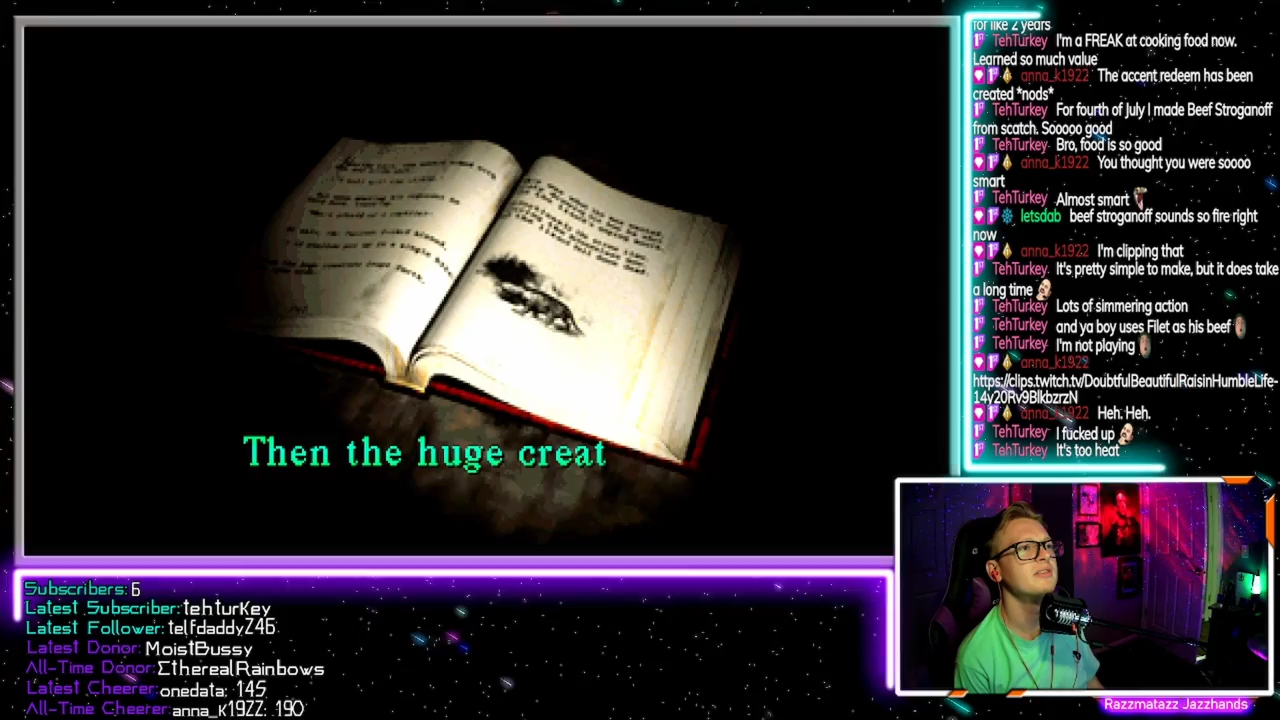 for like 2 years
TehTurkey I'm a FREAK at cooking food now.
Learned so much value
anna_k1922 The accent redeem has been
created *nods*
TehTurkey For fourth of July I made Beef Stroganoff
from scatch. Sooooo good
TehTurkey Bro, food is so good
anna_k1922 You thought you were soooo
smart
TehTurkey Almost smart
letsdab beef stroganoff sounds so fire right
now
anna_k1922 I'm clipping that
TehTurkey It's pretty simple to make, but it does take
a long time
TehTurkey Lots of simmering action
TehTurkey and ya boy uses Filet as his beef
TehTurkey I'm not playing
anna_k1922
https://clips.twitch.tv/DoubtfulBeautifulRaisinHumbleLife-
14y20Rv9BlkbzrzN
anna_k1922 Heh. Heh.
TehTurkey I fucked up
TehTurkey It's too heat
Then the huge creat
Subscribers: 6
Latest Subscriber: tehturkey
Latest Follower: telfdaddy246
Latest Donor: MoistBussy
All-Time Donor: EtherealRainbows
Latest Cheerer: onedata: 145
All-Time Cheerer: anna_k1922: 190
Razzmatazz Jazzhands